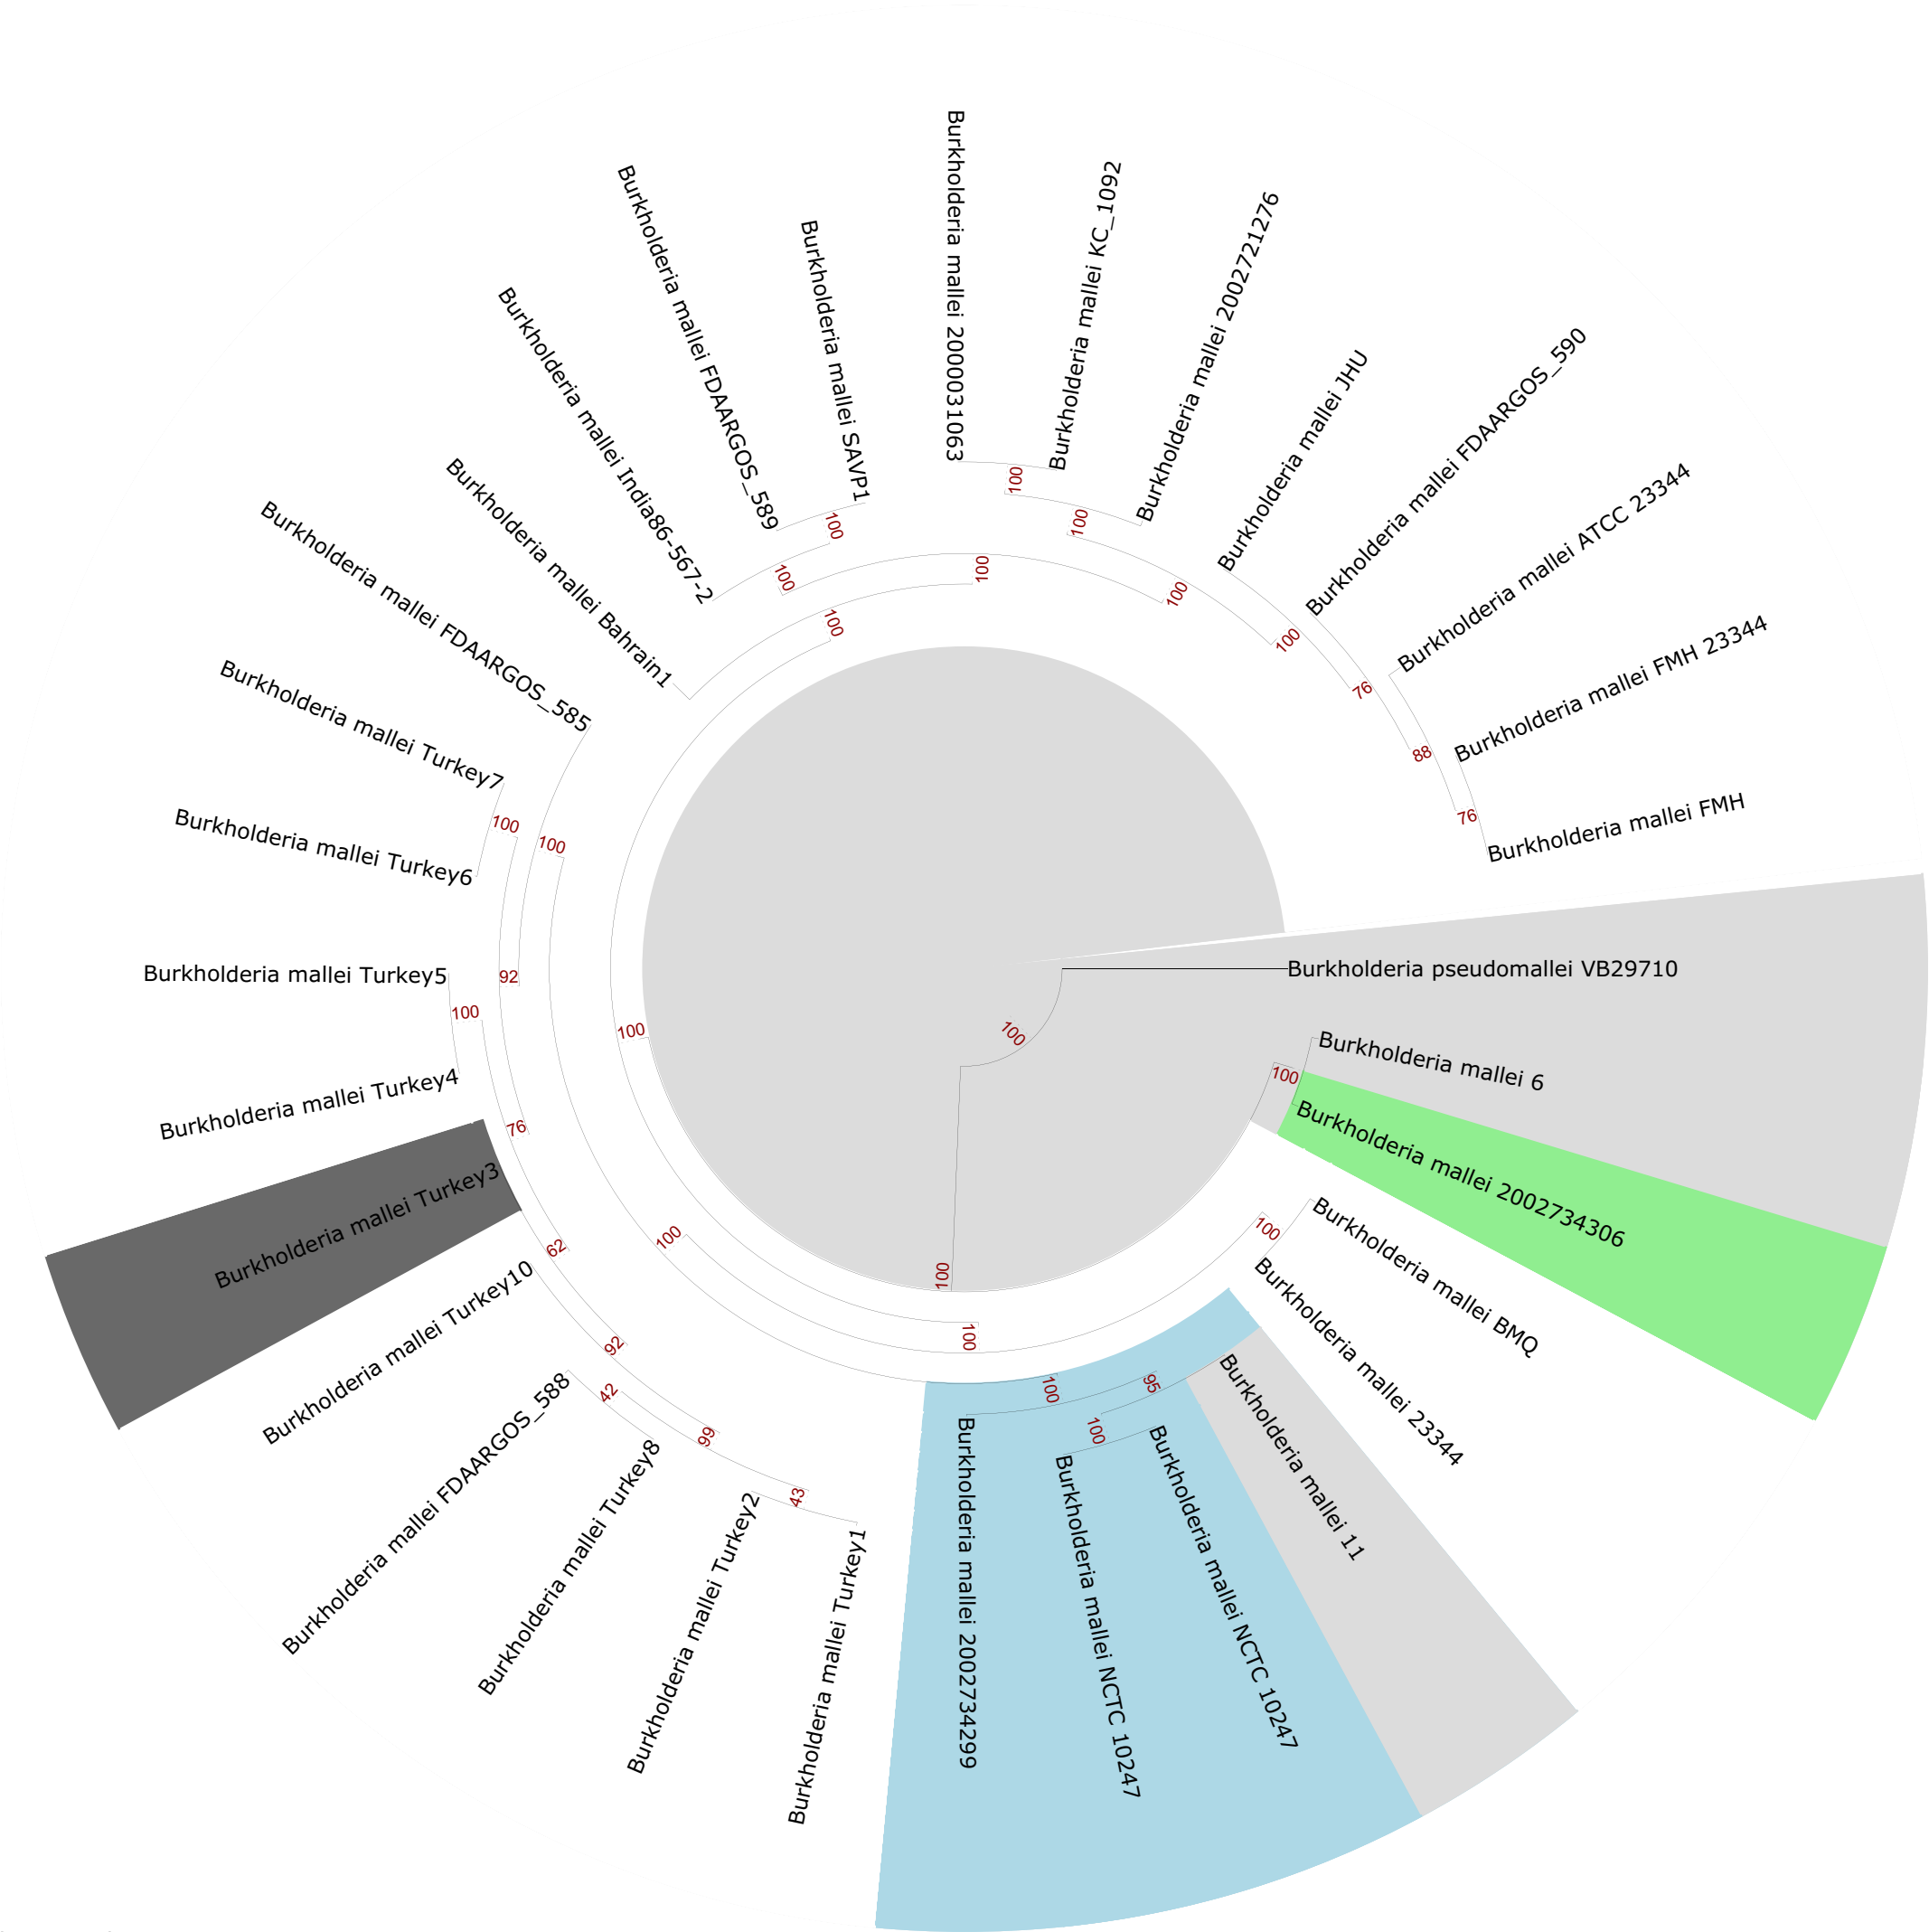 Burkholderia mallei 2000031063
Burkholderia mallei KC_1092
Burkholderia mallei 2002721276
Burkholderia mallei JHU
Burkholderia mallei FDAARGOS_590
Burkholderia mallei ATCC 23344
Burkholderia mallei FMH 23344
Burkholderia mallei FMH
Burkholderia pseudomallei VB29710
Burkholderia mallei 6
Burkholderia mallei 2002734306
Burkholderia mallei BMQ
Burkholderia mallei 23344
Burkholderia mallei 11
Burkholderia mallei NCTC 10247
Burkholderia mallei NCTC 10247
Burkholderia mallei 2002734299
Burkholderia mallei Turkey1
Burkholderia mallei Turkey2
Burkholderia mallei Turkey8
Burkholderia mallei FDAARGOS_588
Burkholderia mallei Turkey10
Burkholderia mallei Turkey3
Burkholderia mallei Turkey4
Burkholderia mallei Turkey5
Burkholderia mallei Turkey6
Burkholderia mallei Turkey7
Burkholderia mallei FDAARGOS_585
Burkholderia mallei Bahrain1
Burkholderia mallei India86-567-2
Burkholderia mallei FDAARGOS_589
Burkholderia mallei SAVP1
100
100
100
100
76
88
76
100
100
100
100
100
100
92
100
76
62
92
42
99
43
100
100
100
100
95
100
100
100
100
100